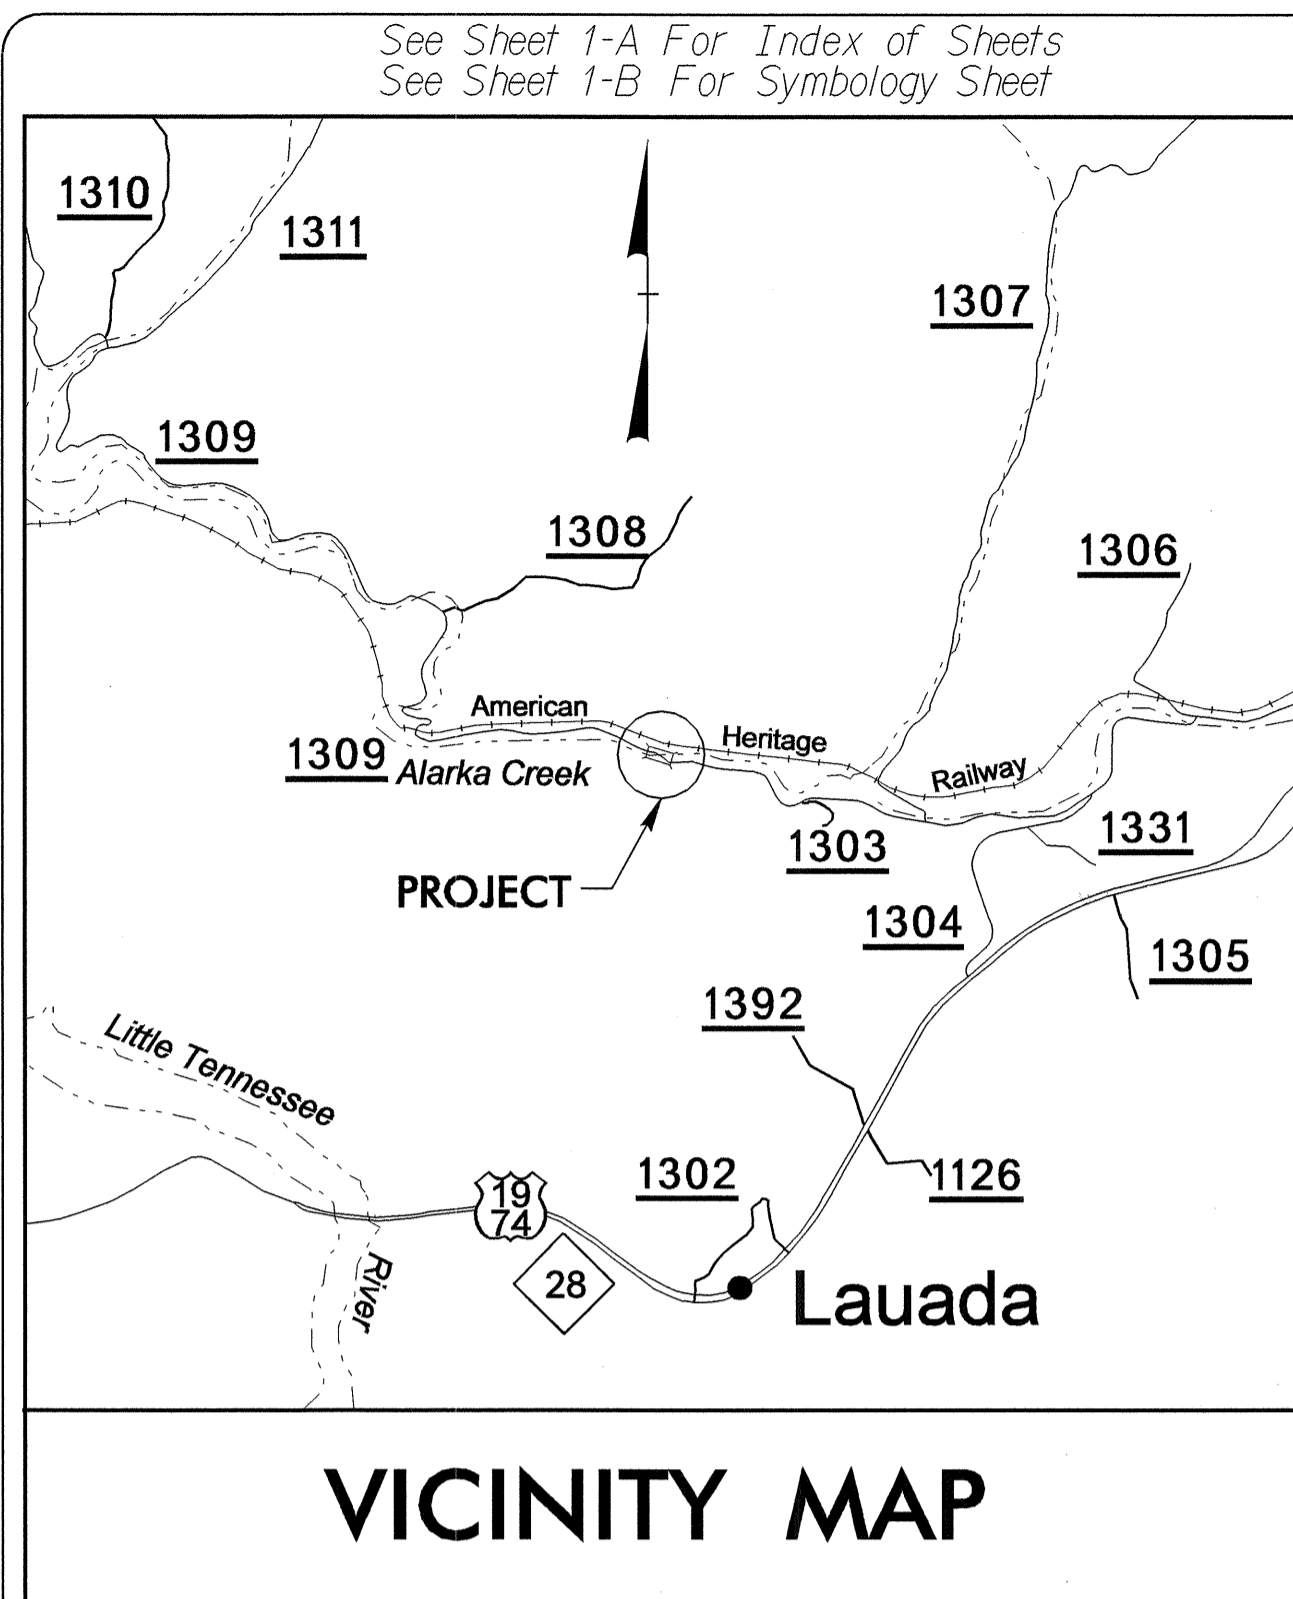 See Sheet 1-A For Index of Sheets
See Sheet 1-B For Symbology Sheet
1310
1311
1307
1309
1308
1306
American
Heritage
Railway
1309
Alarka Creek
1303
1331
PROJECT
1304
1305
1392
Little Tennessee
1302
1126
19
74
28
River
Lauada
VICINITY MAP